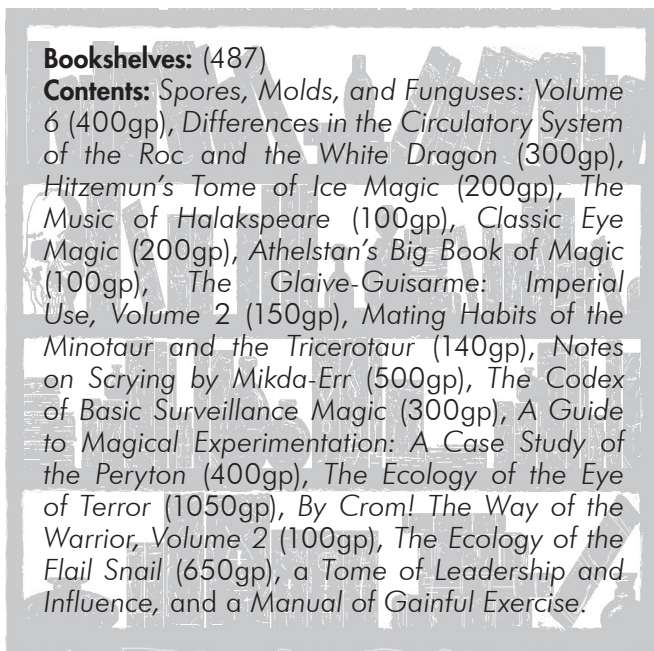 Bookshelves: (487)
Contents: Spores, Molds, and Funguses: Volume
6 (400gp), Differences in the Circulatory System
of the Roc and the White Dragon (300gp),
Hitzemun's Tome of Ice Magic (200gp), The
Music of Halakspeare (100gp), Classic Eye
Magic (200gp), Athelstan's Big Book of Magic
(100gp), The Glaive-Guisarme: Imperial
Use, Volume 2 (150gp), Mating Habits of the
Minotaur and the Tricerotaur (140gp), Notes
on Scrying by Mikda-Err (500gp), The Codex
of Basic Surveillance Magic (300gp), A Guide
to Magical Experimentation: A Case Study of
the Peryton (400gp), The Ecology of the Eye
of Terror (1050gp), By Crom! The Way of the
Warrior, Volume 2 (100gp), The Ecology of the
Flail Snail (650gp), a Tome of Leadership and
Influence, and a Manual of Gainful Exercise.